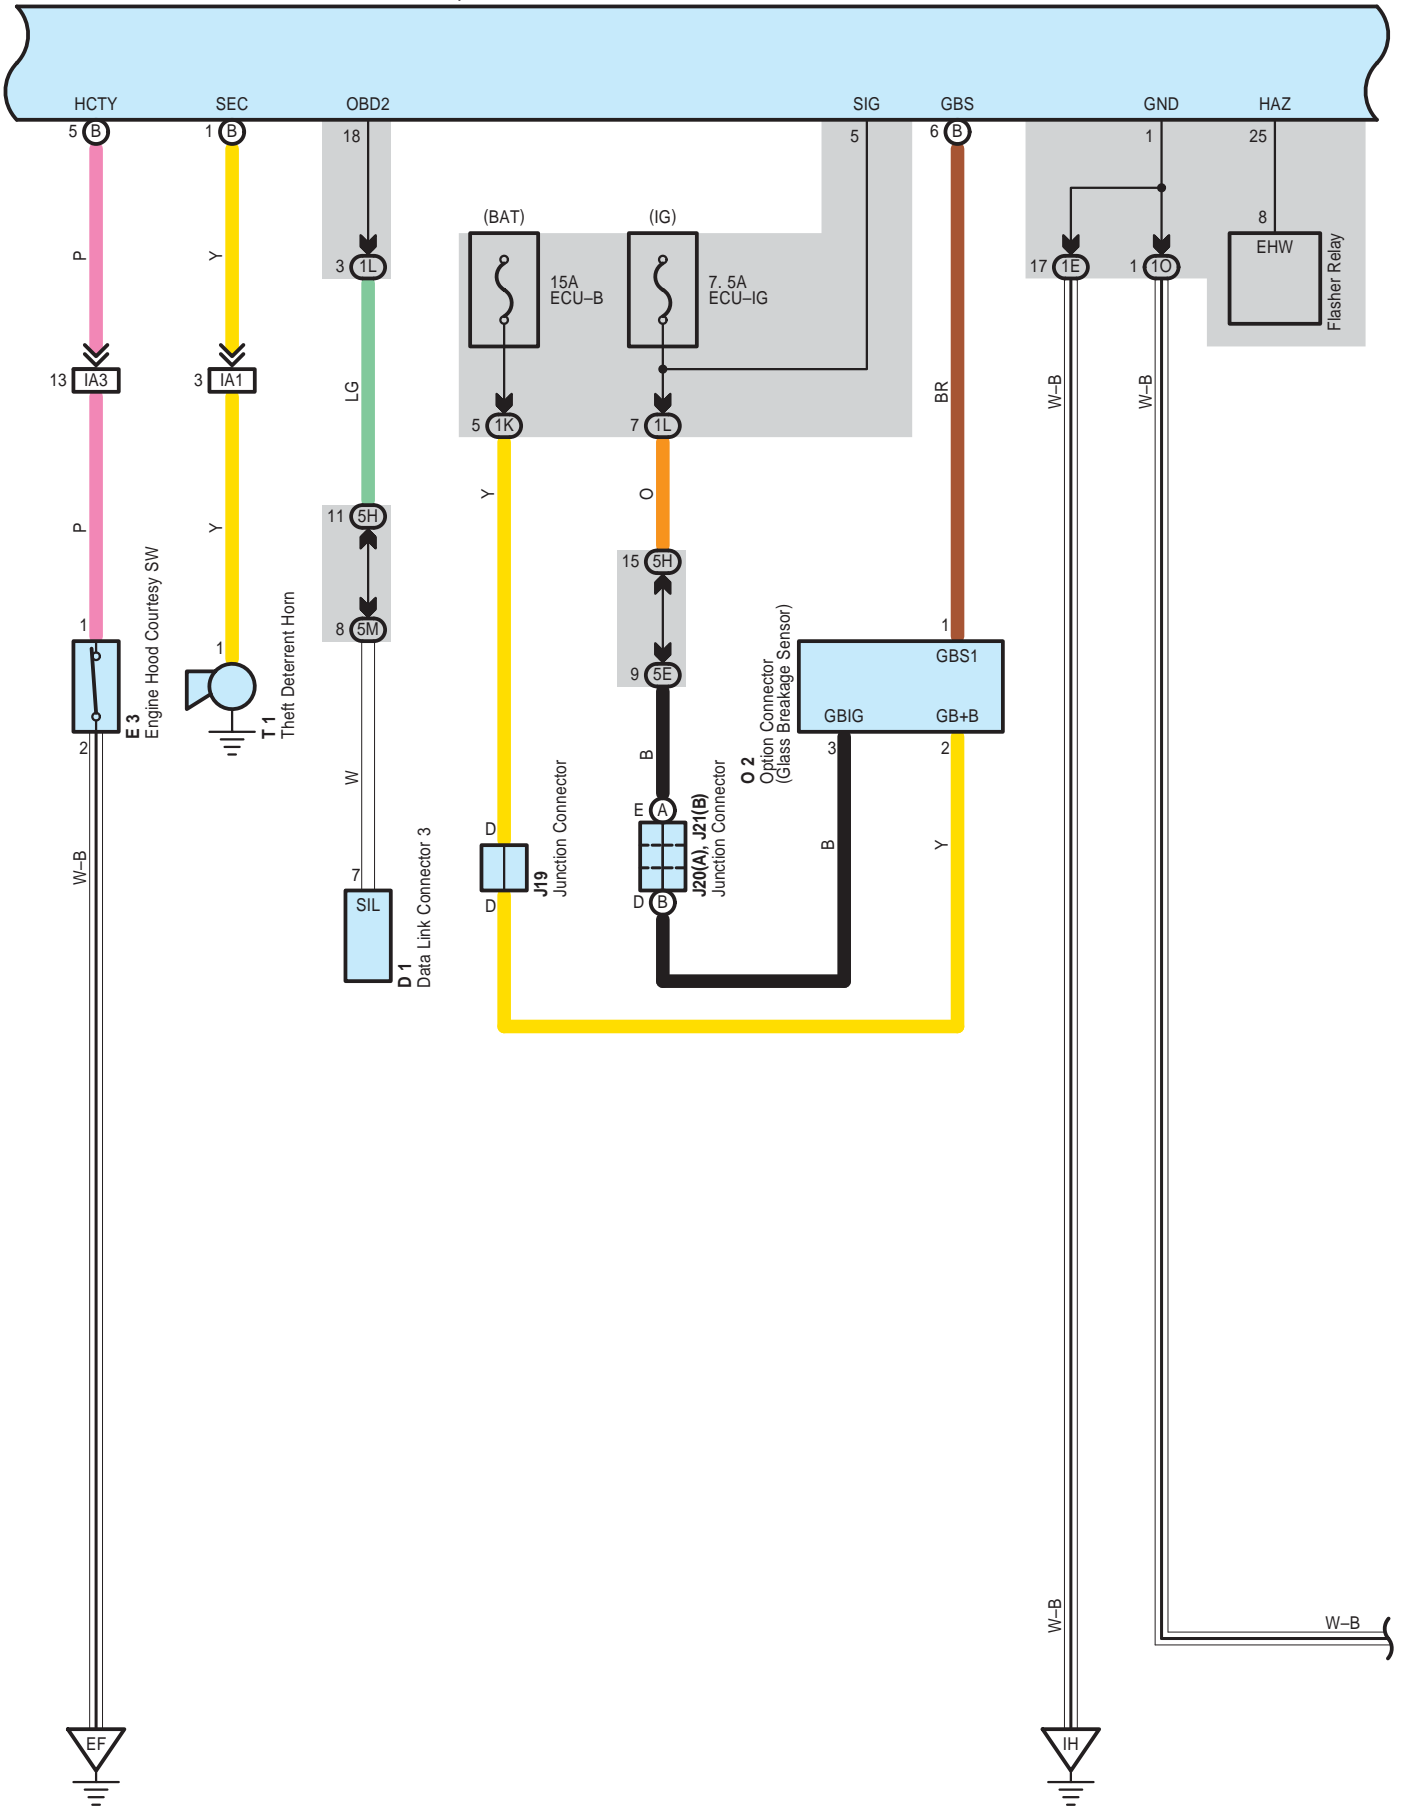 HCTY SEC OBD2 SIG GBS GND HAZ
5 B 1 B 18 5 6 B 1 25
(BAT) (IG) 8
P Y EHW
Flasher Relay
3 1L 17 1E 1 1O
15A
ECU–B
7. 5A
ECU–IG
13 IA3 3 IA1
LG BR W–B W–B
5 1K 7 1L
Y O
11 5H
P Y
15 5H
1 8 5M 1
1 9 5E GBS1
GBIG GB+B
E 3
Engine Hood Courtesy SW
T 1
Theft Deterrent Horn
2 3 2
W B
O 2
Option Connector
(Glass Breakage Sensor)
E A
D
J19
Junction Connector
J20(A), J21(B)
Junction Connector
W–B B Y
7
SIL D D B
D 1
Data Link Connector 3
W–B W–B
EF IH